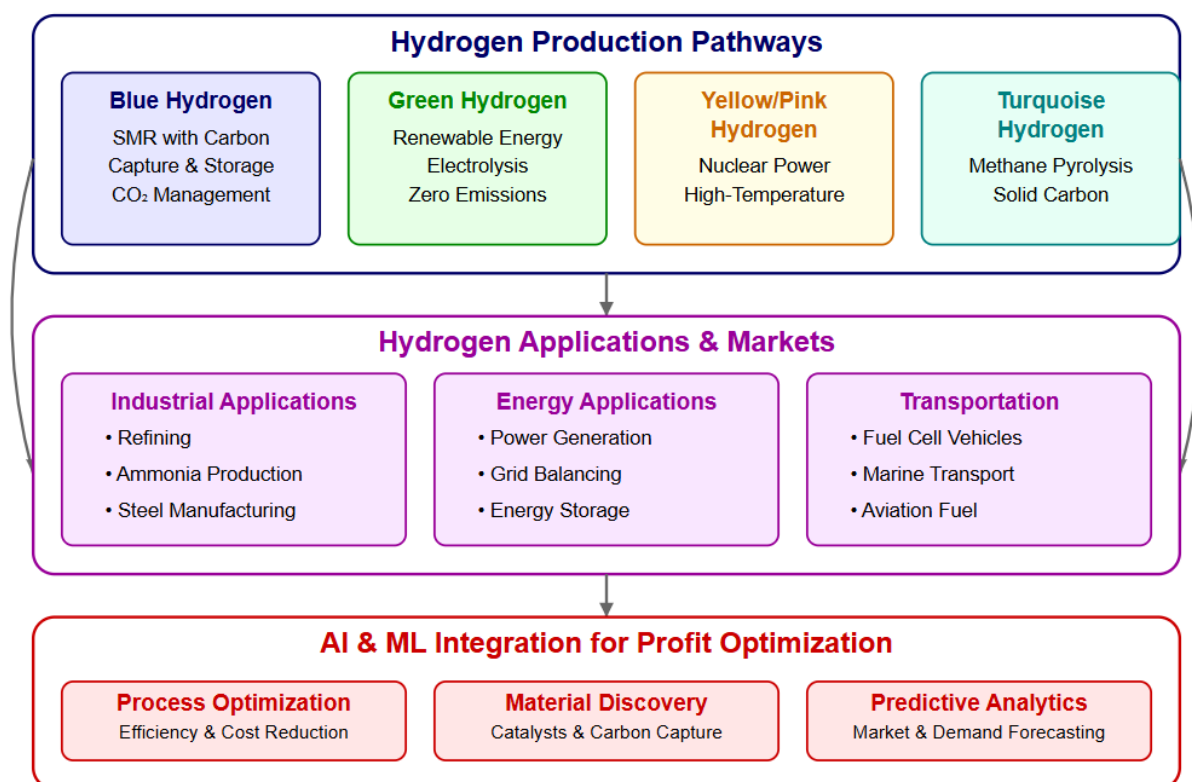 Hydrogen Production Pathways
Blue Hydrogen
SMR with Carbon
Capture & Storage
CO₂ Management
Green Hydrogen
Renewable Energy
Electrolysis
Zero Emissions
Yellow/Pink
Hydrogen
Nuclear Power
High-Temperature
Turquoise
Hydrogen
Methane Pyrolysis
Solid Carbon
Hydrogen Applications & Markets
Industrial Applications
• Refining
• Ammonia Production
• Steel Manufacturing
Energy Applications
• Power Generation
• Grid Balancing
• Energy Storage
Transportation
• Fuel Cell Vehicles
• Marine Transport
• Aviation Fuel
AI & ML Integration for Profit Optimization
Process Optimization
Efficiency & Cost Reduction
Material Discovery
Catalysts & Carbon Capture
Predictive Analytics
Market & Demand Forecasting